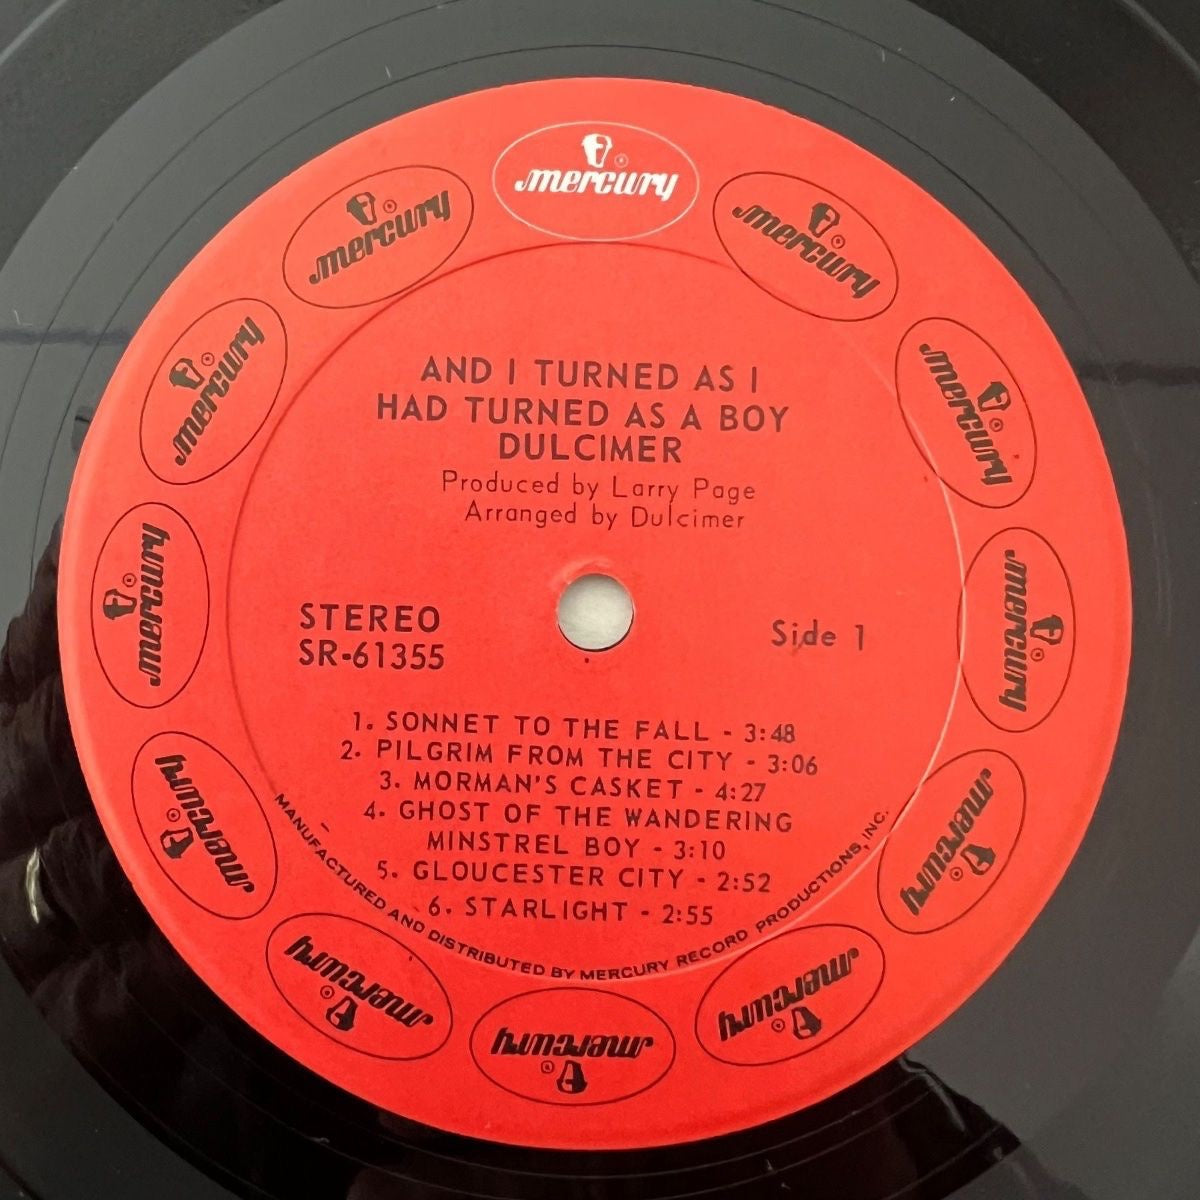 mercury
mercury
mercury
mercury
mercury
mercury
mercury
mercury
mercury
mercury
mercury
mercury
AND I TURNED AS I
HAD TURNED AS A BOY
DULCIMER
Produced by Larry Page
Arranged by Dulcimer
STEREO
SR-61355
Side 1
1. SONNET TO THE FALL - 3:48
2. PILGRIM FROM THE CITY - 3:06
3. MORMAN'S CASKET - 4:27
4. GHOST OF THE WANDERING
MINSTREL BOY - 3:10
5. GLOUCESTER CITY - 2:52
6. STARLIGHT - 2:55
MANUFACTURED AND DISTRIBUTED BY MERCURY RECORD PRODUCTIONS, INC.